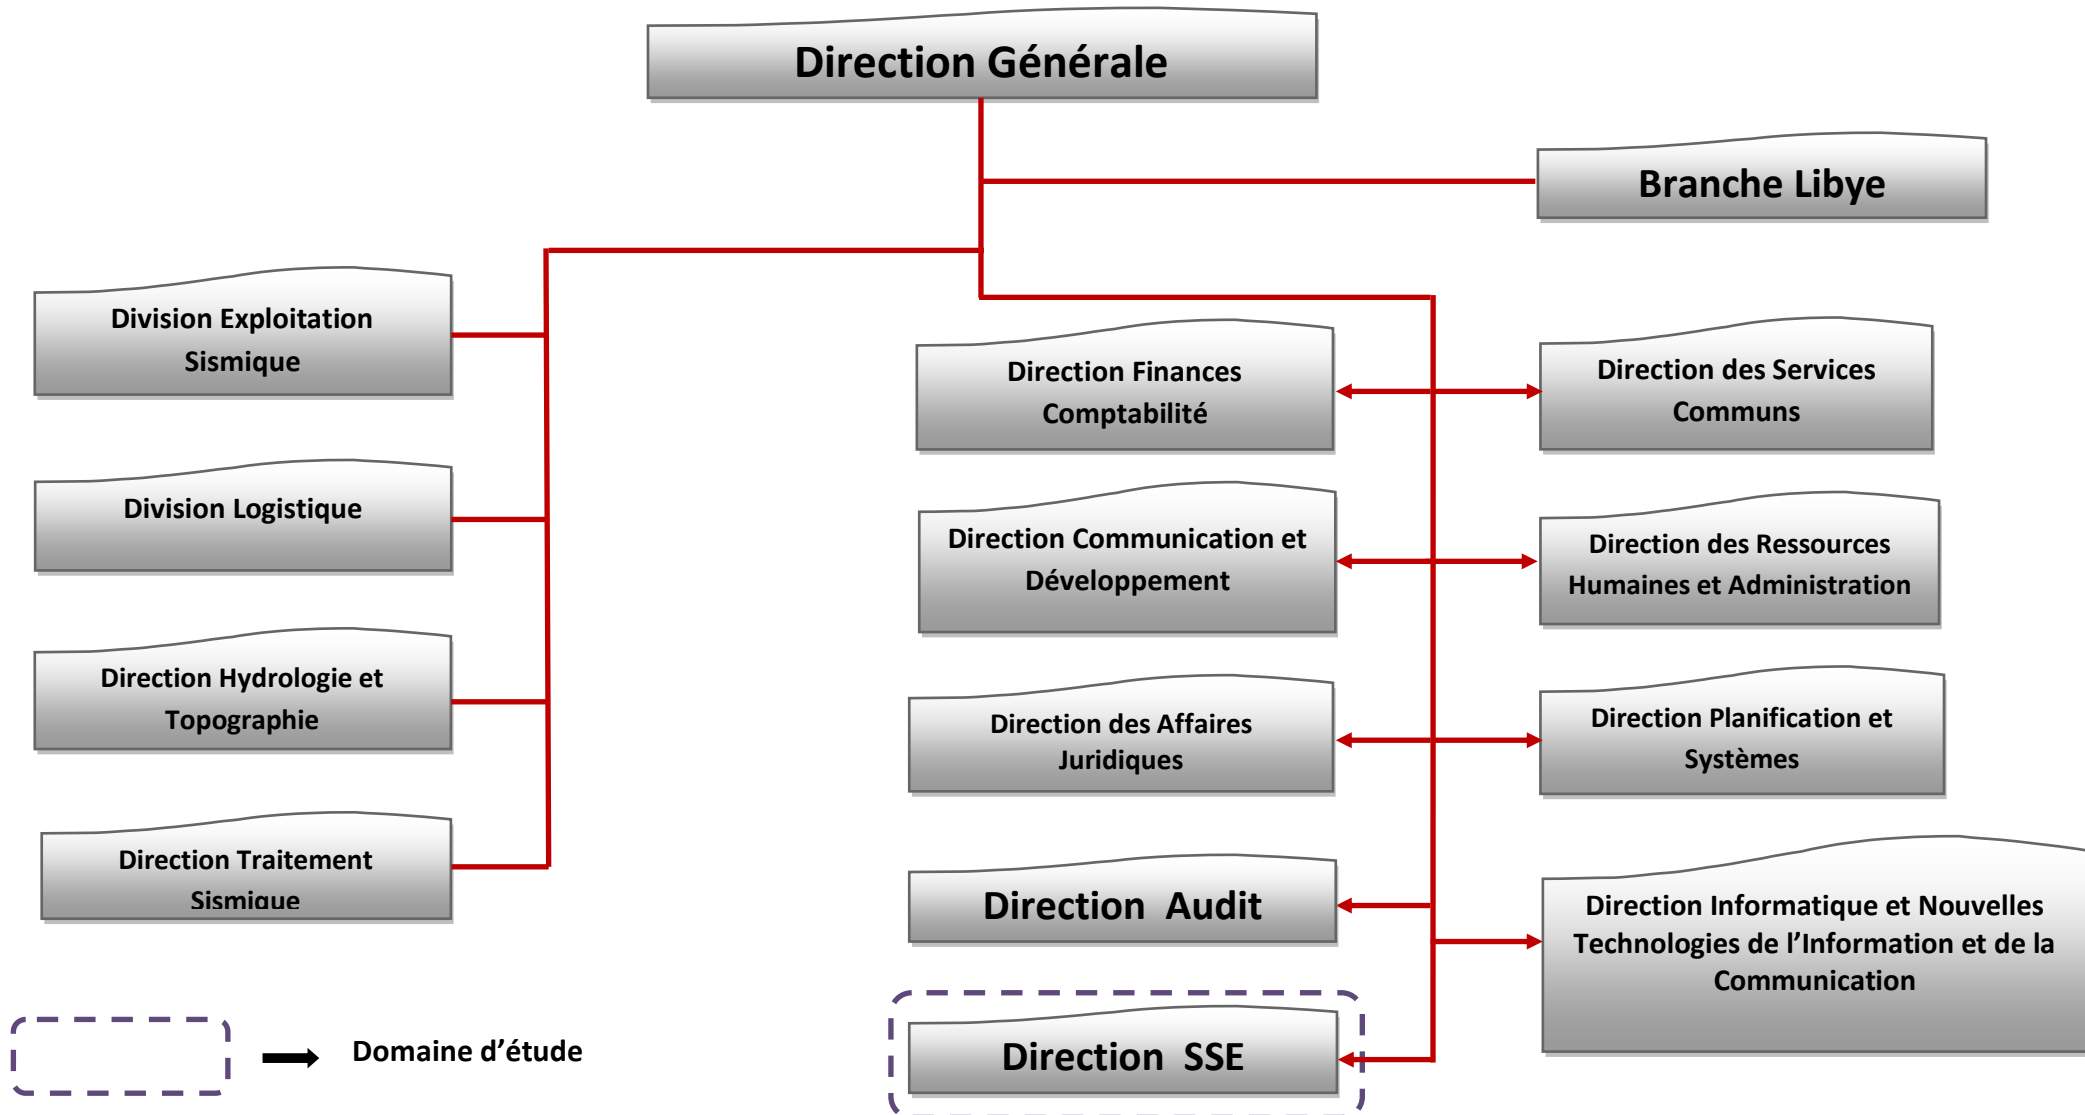 Direction Générale
Branche Libye
Division Exploitation
Sismique
Division Logistique
Direction Hydrologie et
Topographie
Direction Traitement
Sismique
Direction Finances
Comptabilité
Direction des Services
Communs
Direction Communication et
Développement
Direction des Ressources
Humaines et Administration
Direction des Affaires
Juridiques
Direction Planification et
Systèmes
Direction Audit
Direction Informatique et Nouvelles
Technologies de l’Information et de la
Communication
Direction SSE
Domaine d’étude